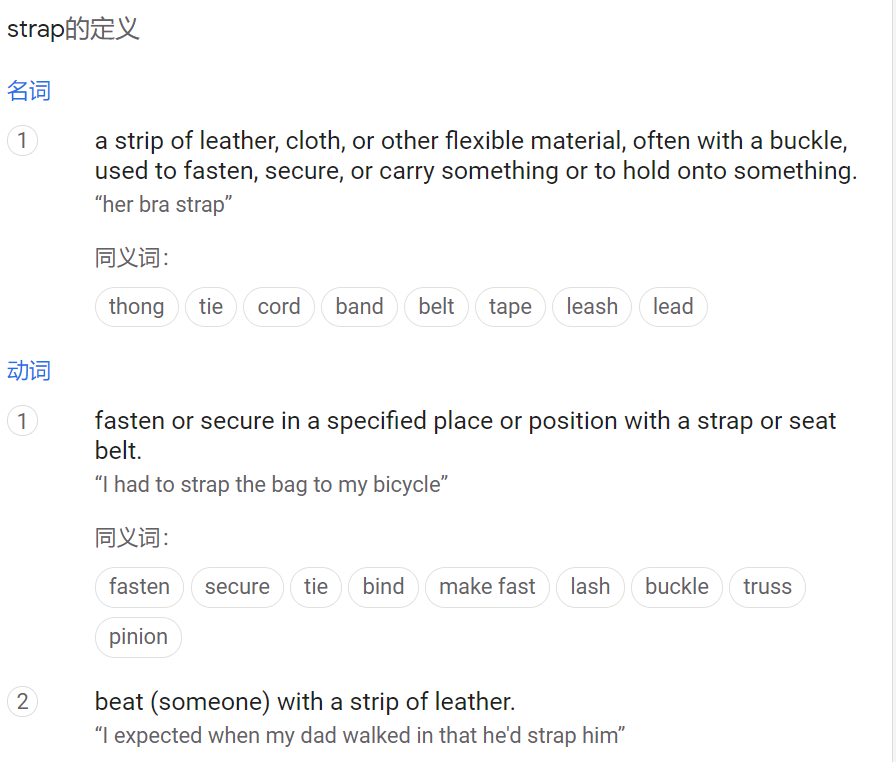 strap的定义
名词
1
a strip of leather, cloth, or other flexible material, often with a buckle,
used to fasten, secure, or carry something or to hold onto something.
“her bra strap”
同义词：
thong tie cord band belt tape leash lead
动词
1
fasten or secure in a specified place or position with a strap or seat
belt.
“I had to strap the bag to my bicycle”
同义词：
fasten secure tie bind make fast lash buckle truss
pinion
2
beat (someone) with a strip of leather.
“I expected when my dad walked in that he'd strap him”